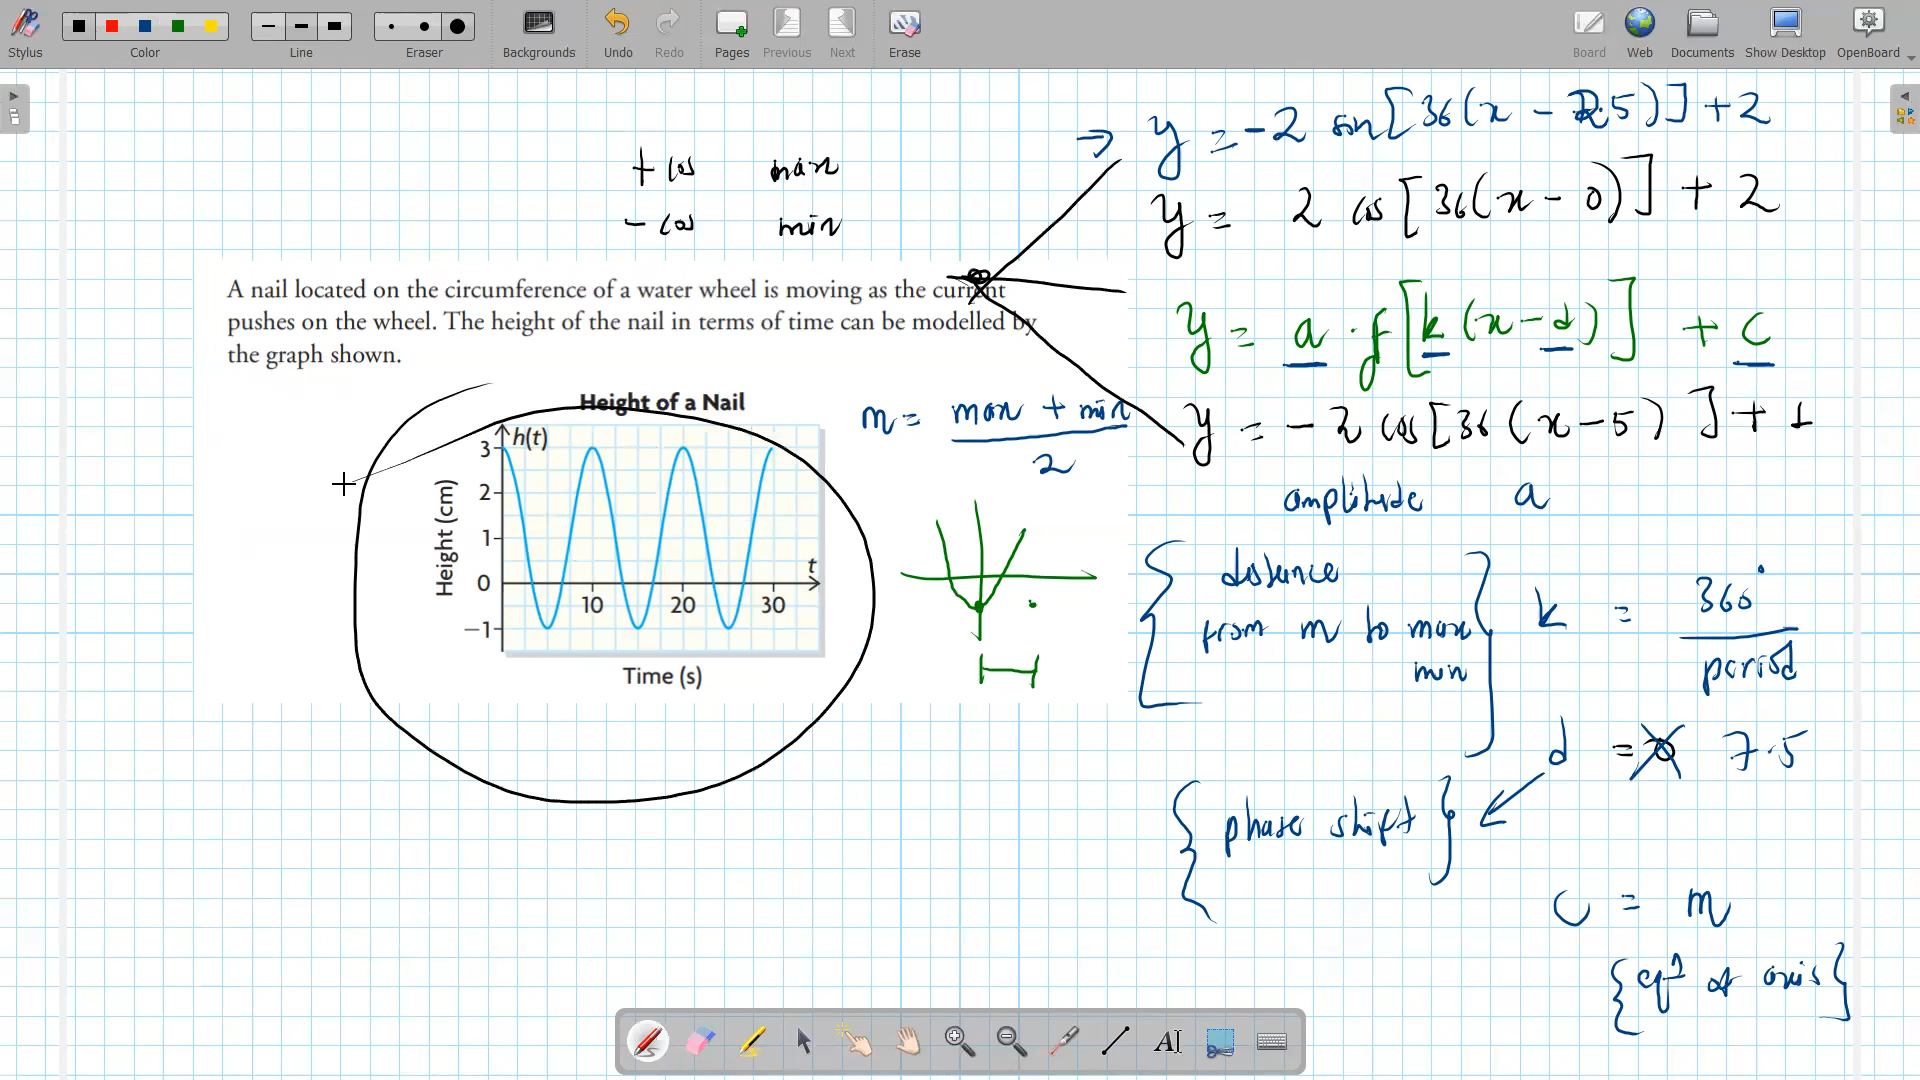 Stylus Color Line Eraser Backgrounds Undo Redo Pages Previous Next Erase Board Web Documents Show Desktop OpenBoard
y = -2 sin[36(x - 2.5)] + 2
+ cos max
- cos min
y = 2 cos[36(x - 0)] + 2
A nail located on the circumference of a water wheel is moving as the current
pushes on the wheel. The height of the nail in terms of time can be modelled by
the graph shown.
y = a · f[k(x - d)] + c
Height of a Nail
h(t)
Height (cm)
3
2
1
0
-1
10 20 30
t
Time (s)
m = max + min
2
y = -2 cos[36(x - 5)] + 1
amplitude a
distance
from m to max
min
k = 360°
period
d = 7.5
phase shift
c = m
{eqn of axis}
AI